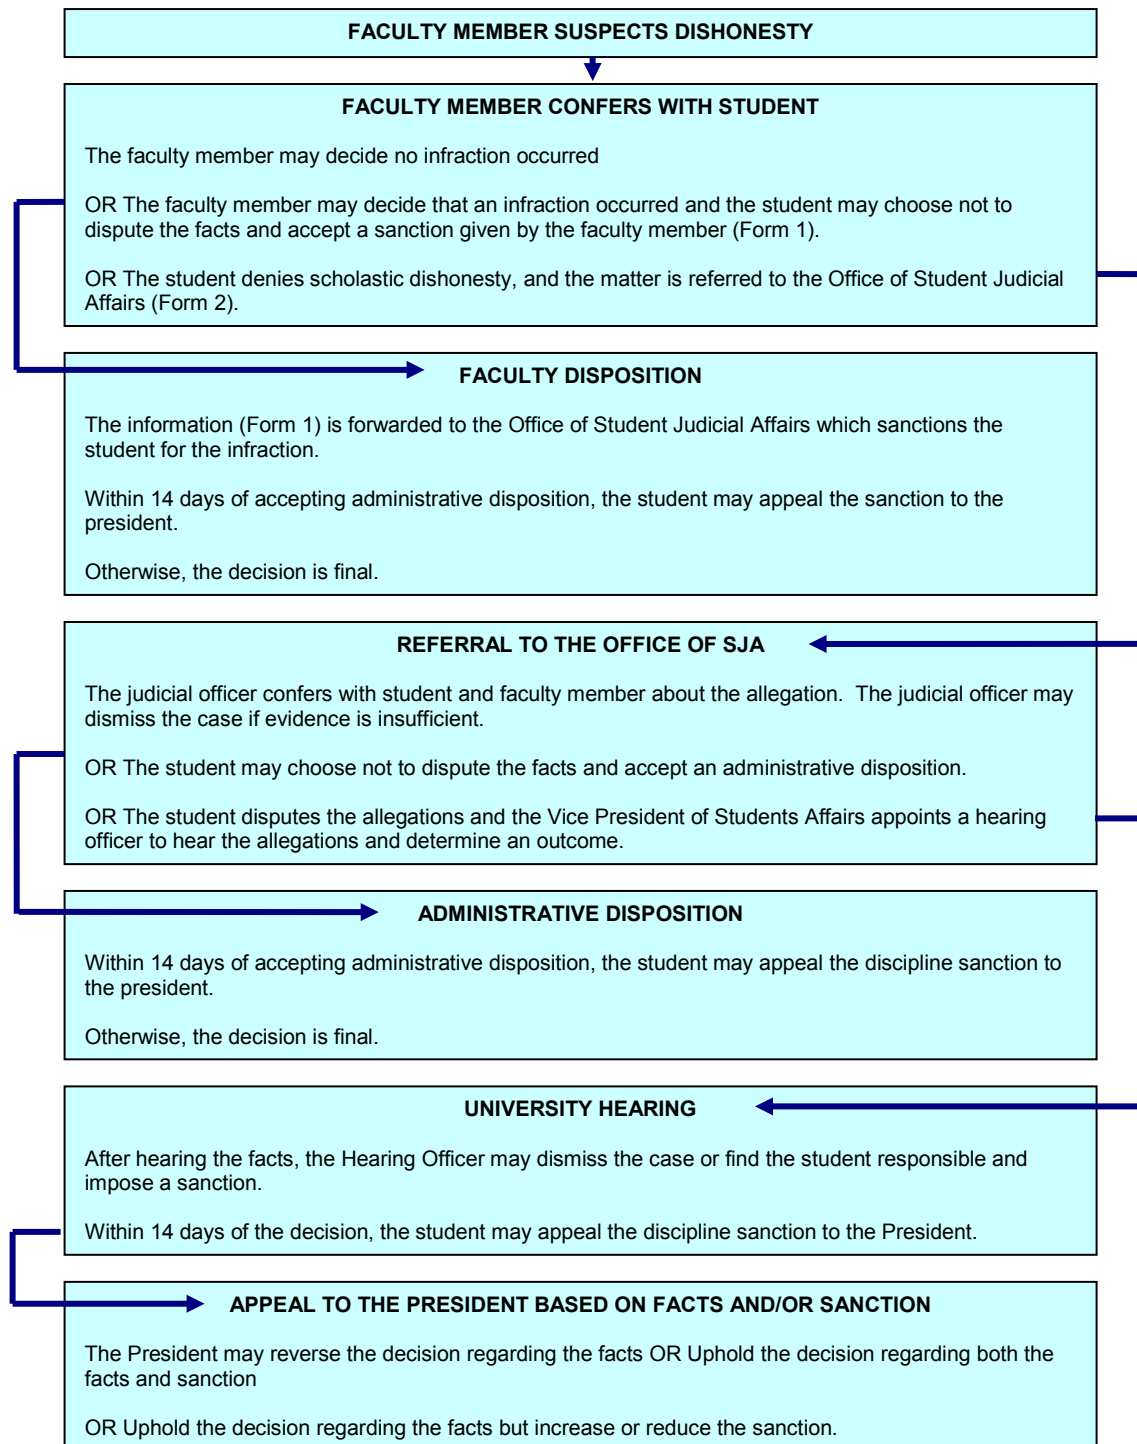 FACULTY MEMBER SUSPECTS DISHONESTY
FACULTY MEMBER CONFERS WITH STUDENT
The faculty member may decide no infraction occurred
OR The faculty member may decide that an infraction occurred and the student may choose not to
dispute the facts and accept a sanction given by the faculty member (Form 1).
OR The student denies scholastic dishonesty, and the matter is referred to the Office of Student Judicial
Affairs (Form 2).
FACULTY DISPOSITION
The information (Form 1) is forwarded to the Office of Student Judicial Affairs which sanctions the
student for the infraction.
Within 14 days of accepting administrative disposition, the student may appeal the sanction to the
president.
Otherwise, the decision is final.
REFERRAL TO THE OFFICE OF SJA
The judicial officer confers with student and faculty member about the allegation.  The judicial officer may
dismiss the case if evidence is insufficient.
OR The student may choose not to dispute the facts and accept an administrative disposition.
OR The student disputes the allegations and the Vice President of Students Affairs appoints a hearing
officer to hear the allegations and determine an outcome.
ADMINISTRATIVE DISPOSITION
Within 14 days of accepting administrative disposition, the student may appeal the discipline sanction to
the president.
Otherwise, the decision is final.
UNIVERSITY HEARING
After hearing the facts, the Hearing Officer may dismiss the case or find the student responsible and
impose a sanction.
Within 14 days of the decision, the student may appeal the discipline sanction to the President.
APPEAL TO THE PRESIDENT BASED ON FACTS AND/OR SANCTION
The President may reverse the decision regarding the facts OR Uphold the decision regarding both the
facts and sanction
OR Uphold the decision regarding the facts but increase or reduce the sanction.